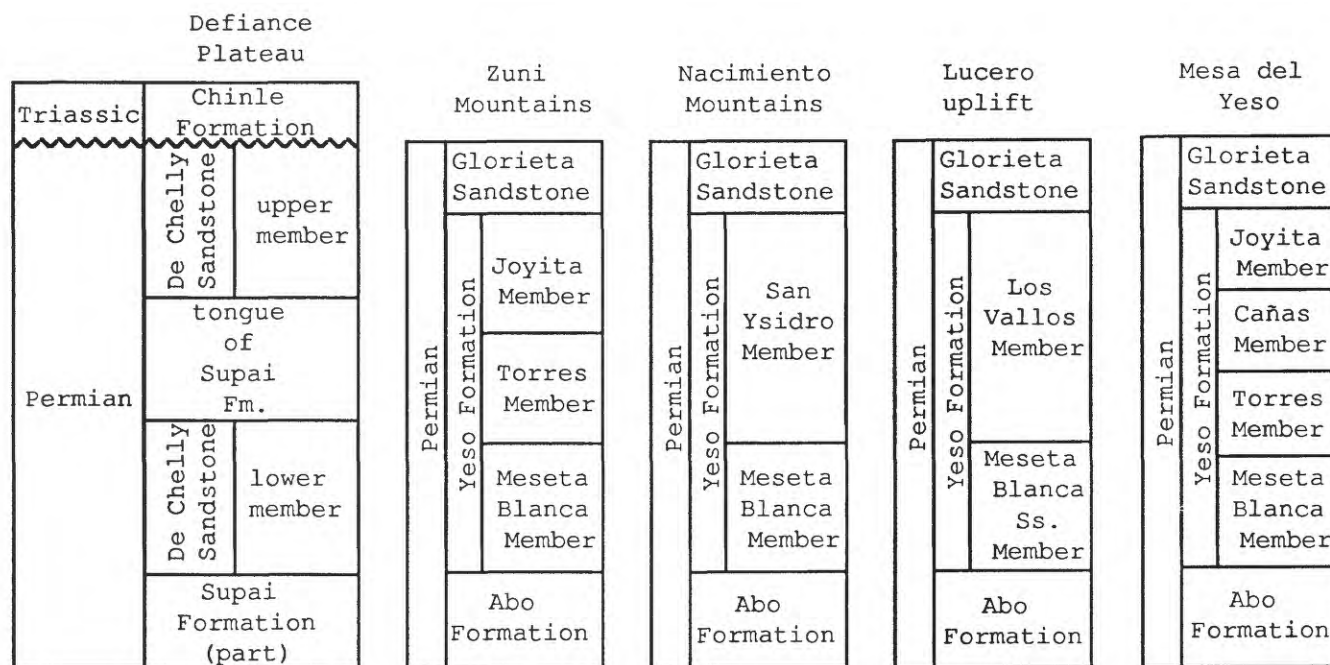 Defiance
Plateau
Triassic
Chinle
Formation
Permian
De Chelly
Sandstone
upper
member
tongue
of
Supai
Fm.
De Chelly
Sandstone
lower
member
Supai
Formation
(part)
Zuni
Mountains
Permian
Glorieta
Sandstone
Yeso Formation
Joyita
Member
Torres
Member
Meseta
Blanca
Member
Abo
Formation
Nacimiento
Mountains
Permian
Glorieta
Sandstone
Yeso Formation
San
Ysidro
Member
Meseta
Blanca
Member
Abo
Formation
Lucero
uplift
Permian
Glorieta
Sandstone
Yeso Formation
Los
Vallos
Member
Meseta
Blanca
Ss.
Member
Abo
Formation
Mesa del
Yeso
Permian
Glorieta
Sandstone
Yeso Formation
Joyita
Member
Cañas
Member
Torres
Member
Meseta
Blanca
Member
Abo
Formation